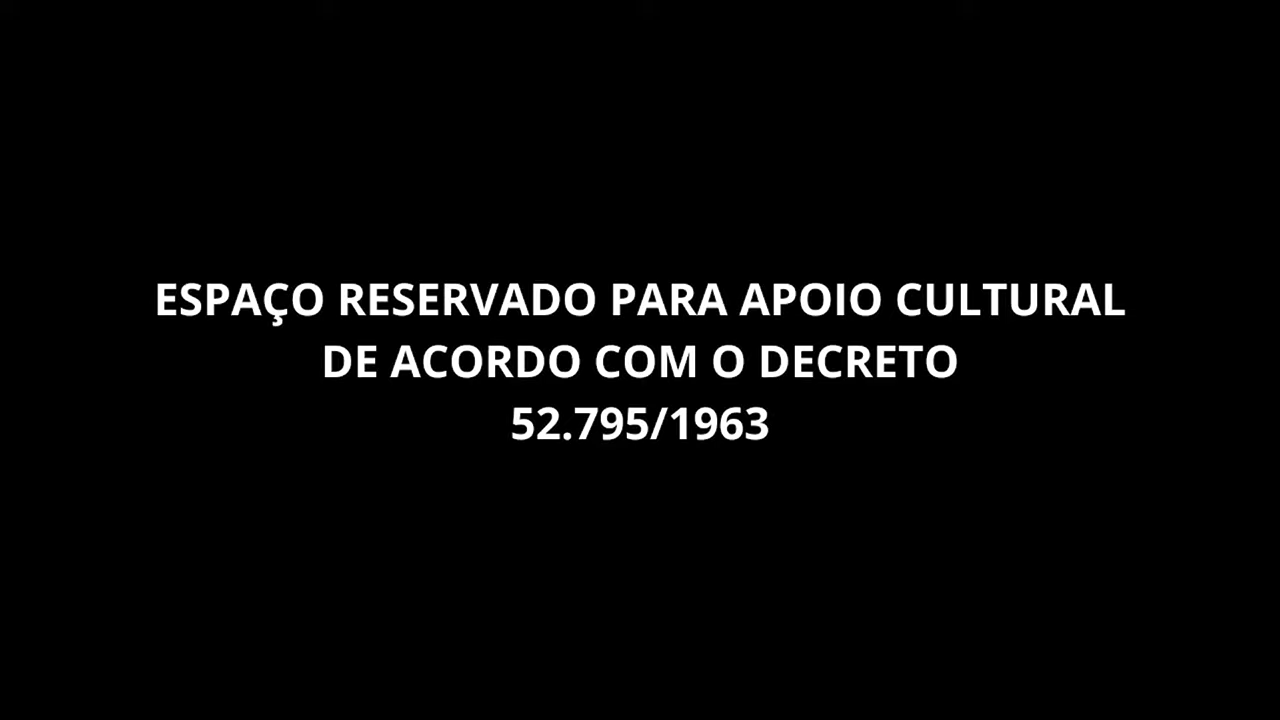 ESPAÇO RESERVADO PARA APOIO CULTURAL
DE ACORDO COM O DECRETO
52.795/1963